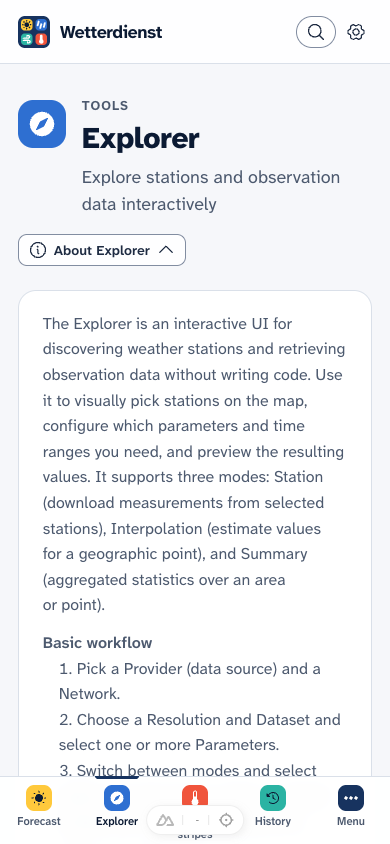 Wetterdienst
TOOLS
Explorer
Explore stations and observation
data interactively
About Explorer
The Explorer is an interactive UI for
discovering weather stations and retrieving
observation data without writing code. Use
it to visually pick stations on the map,
configure which parameters and time
ranges you need, and preview the resulting
values. It supports three modes: Station
(download measurements from selected
stations), Interpolation (estimate values
for a geographic point), and Summary
(aggregated statistics over an area
or point).
Basic workflow
1. Pick a Provider (data source) and a
Network.
2. Choose a Resolution and Dataset and
select one or more Parameters.
3. Switch between modes and select
Forecast
Explorer
stripes
History
Menu